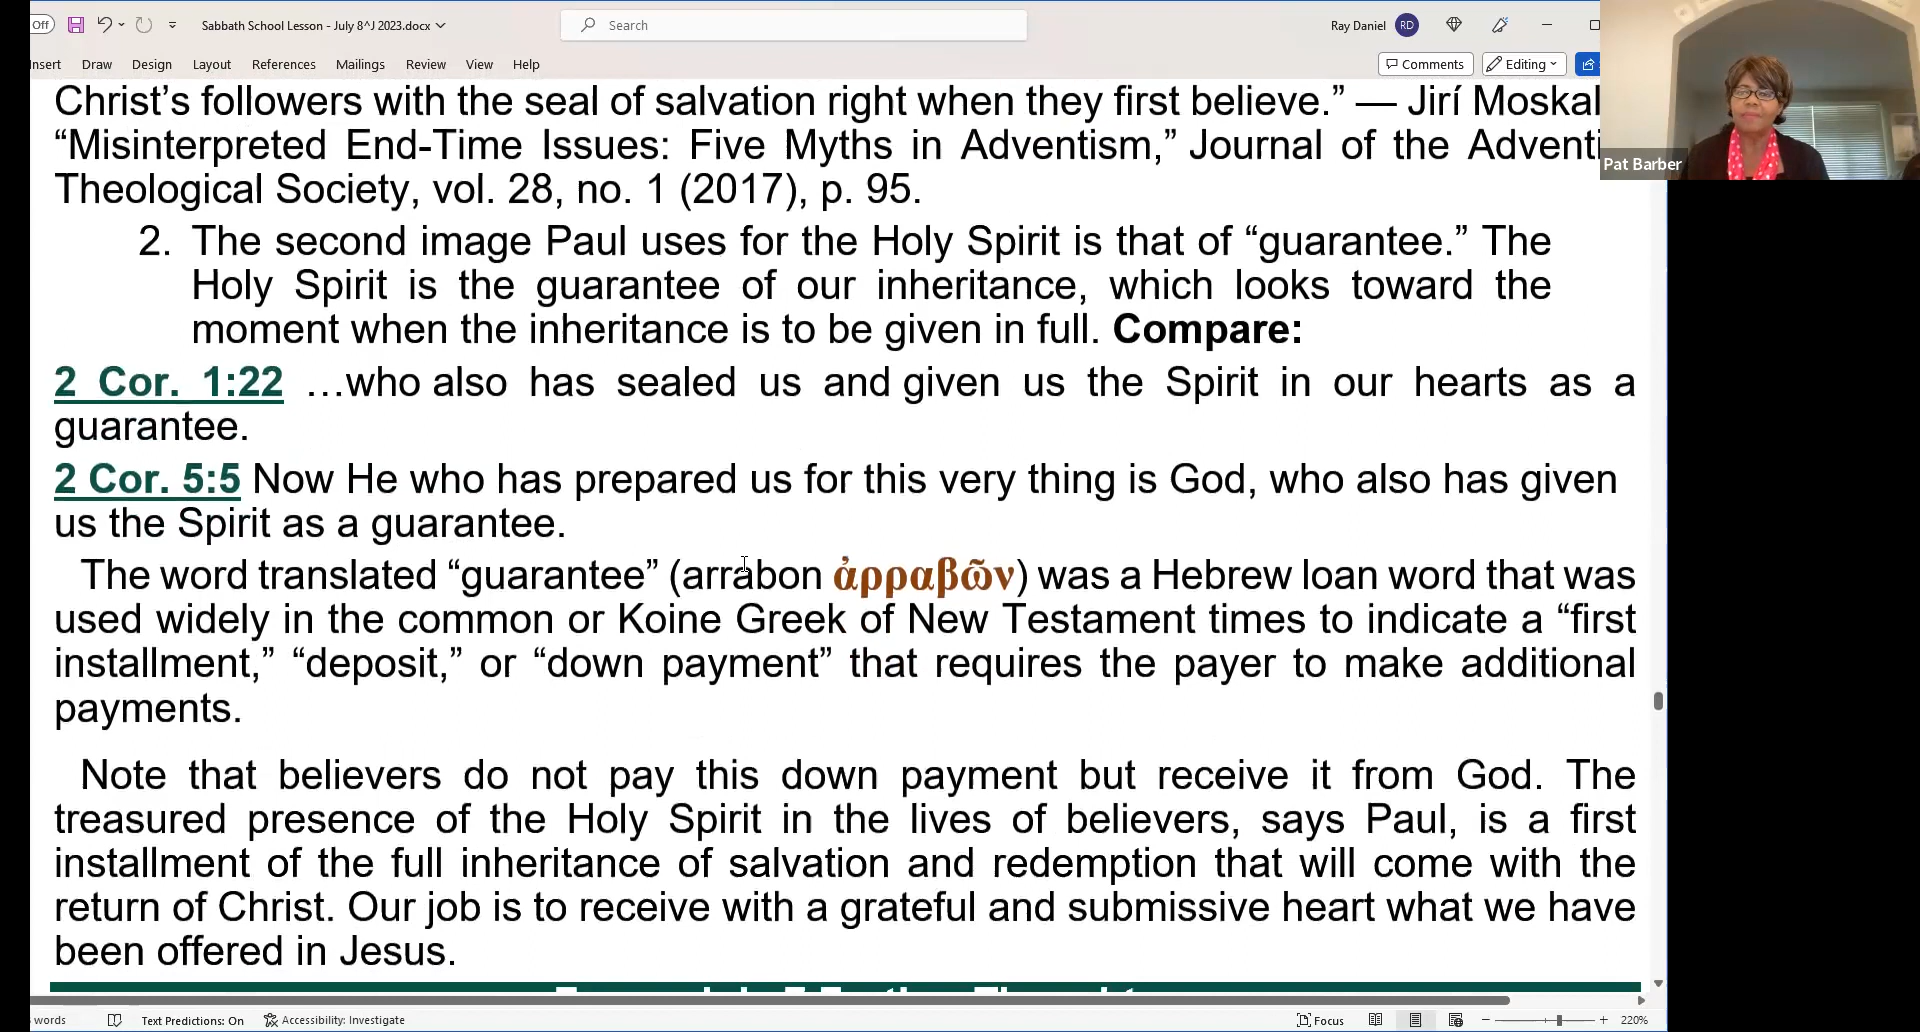 Off
Sabbath School Lesson - July 8^J 2023.docx
Search
Ray Daniel RD
Insert Draw Design Layout References Mailings Review View Help
Comments Editing
Christ’s followers with the seal of salvation right when they first believe.” — Jirí Moskal
“Misinterpreted End-Time Issues: Five Myths in Adventism,” Journal of the Adventi
Theological Society, vol. 28, no. 1 (2017), p. 95.
Pat Barber
2. The second image Paul uses for the Holy Spirit is that of “guarantee.” The
Holy Spirit is the guarantee of our inheritance, which looks toward the
moment when the inheritance is to be given in full. Compare:
2 Cor. 1:22 …who also has sealed us and given us the Spirit in our hearts as a
guarantee.
2 Cor. 5:5 Now He who has prepared us for this very thing is God, who also has given
us the Spirit as a guarantee.
The word translated “guarantee” (arrabon ἀρραβῶν) was a Hebrew loan word that was
used widely in the common or Koine Greek of New Testament times to indicate a “first
installment,” “deposit,” or “down payment” that requires the payer to make additional
payments.
Note that believers do not pay this down payment but receive it from God. The
treasured presence of the Holy Spirit in the lives of believers, says Paul, is a first
installment of the full inheritance of salvation and redemption that will come with the
return of Christ. Our job is to receive with a grateful and submissive heart what we have
been offered in Jesus.
words Text Predictions: On Accessibility: Investigate Focus 220%